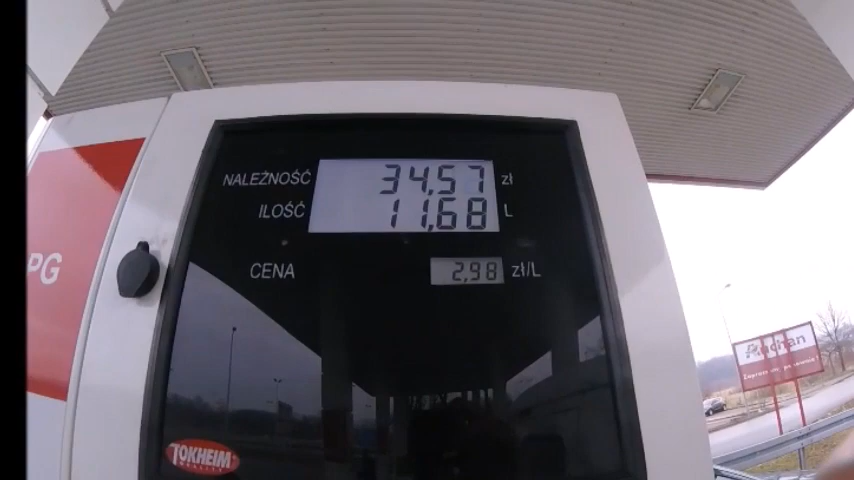 NALEŻNOŚĆ 34,57 zł
ILOŚĆ 11,68 L
CENA 2,98 zł/L
PG
TOKHEIM
Auchan